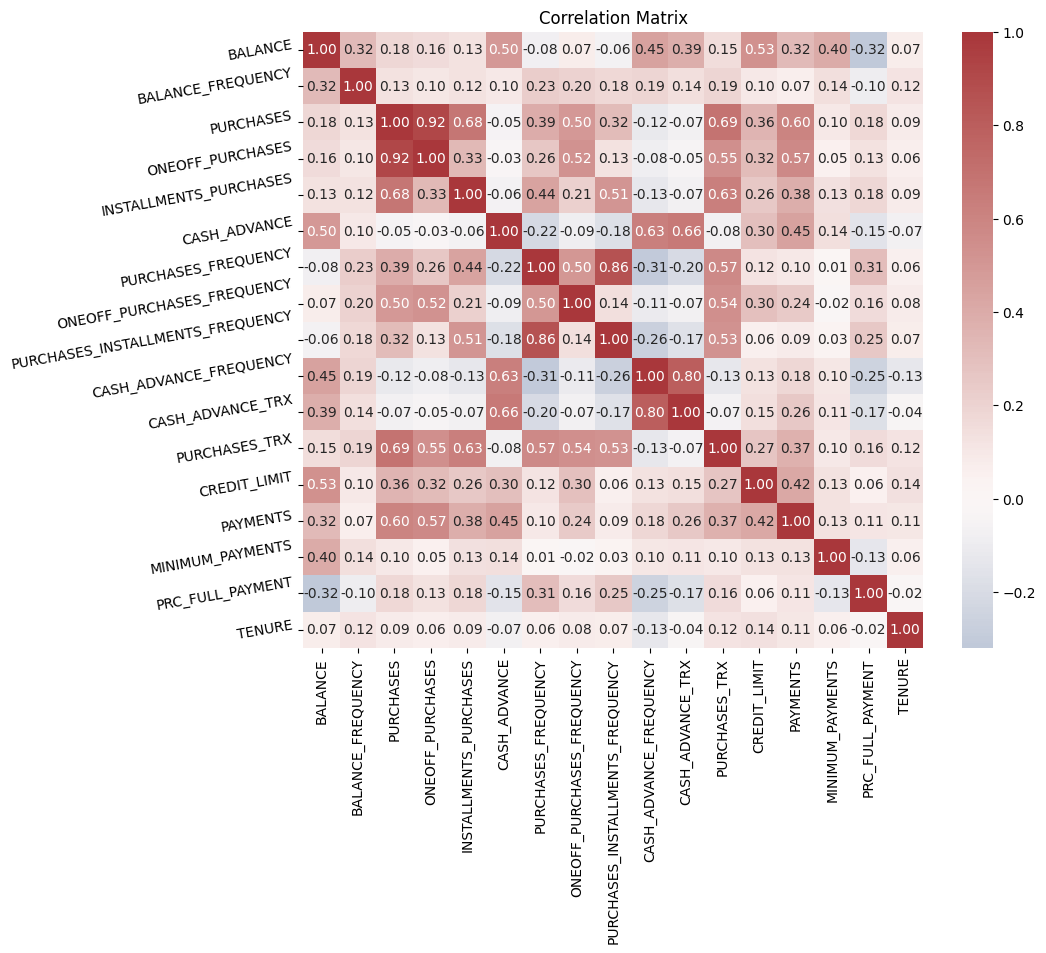 Correlation Matrix
BALANCE 1.00 0.32 0.18 0.16 0.13 0.50 -0.08 0.07 -0.06 0.45 0.39 0.15 0.53 0.32 0.40 -0.32 0.07
BALANCE_FREQUENCY 0.32 1.00 0.13 0.10 0.12 0.10 0.23 0.20 0.18 0.19 0.14 0.19 0.10 0.07 0.14 -0.10 0.12
PURCHASES 0.18 0.13 1.00 0.92 0.68 -0.05 0.39 0.50 0.32 -0.12 -0.07 0.69 0.36 0.60 0.10 0.18 0.09
ONEOFF_PURCHASES 0.16 0.10 0.92 1.00 0.33 -0.03 0.26 0.52 0.13 -0.08 -0.05 0.55 0.32 0.57 0.05 0.13 0.06
INSTALLMENTS_PURCHASES 0.13 0.12 0.68 0.33 1.00 -0.06 0.44 0.21 0.51 -0.13 -0.07 0.63 0.26 0.38 0.13 0.18 0.09
CASH_ADVANCE 0.50 0.10 -0.05 -0.03 -0.06 1.00 -0.22 -0.09 -0.18 0.63 0.66 -0.08 0.30 0.45 0.14 -0.15 -0.07
PURCHASES_FREQUENCY -0.08 0.23 0.39 0.26 0.44 -0.22 1.00 0.50 0.86 -0.31 -0.20 0.57 0.12 0.10 0.01 0.31 0.06
ONEOFF_PURCHASES_FREQUENCY 0.07 0.20 0.50 0.52 0.21 -0.09 0.50 1.00 0.14 -0.11 -0.07 0.54 0.30 0.24 -0.02 0.16 0.08
PURCHASES_INSTALLMENTS_FREQUENCY -0.06 0.18 0.32 0.13 0.51 -0.18 0.86 0.14 1.00 -0.26 -0.17 0.53 0.06 0.09 0.03 0.25 0.07
CASH_ADVANCE_FREQUENCY 0.45 0.19 -0.12 -0.08 -0.13 0.63 -0.31 -0.11 -0.26 1.00 0.80 -0.13 0.13 0.18 0.10 -0.25 -0.13
CASH_ADVANCE_TRX 0.39 0.14 -0.07 -0.05 -0.07 0.66 -0.20 -0.07 -0.17 0.80 1.00 -0.07 0.15 0.26 0.11 -0.17 -0.04
PURCHASES_TRX 0.15 0.19 0.69 0.55 0.63 -0.08 0.57 0.54 0.53 -0.13 -0.07 1.00 0.27 0.37 0.10 0.16 0.12
CREDIT_LIMIT 0.53 0.10 0.36 0.32 0.26 0.30 0.12 0.30 0.06 0.13 0.15 0.27 1.00 0.42 0.13 0.06 0.14
PAYMENTS 0.32 0.07 0.60 0.57 0.38 0.45 0.10 0.24 0.09 0.18 0.26 0.37 0.42 1.00 0.13 0.11 0.11
MINIMUM_PAYMENTS 0.40 0.14 0.10 0.05 0.13 0.14 0.01 -0.02 0.03 0.10 0.11 0.10 0.13 0.13 1.00 -0.13 0.06
PRC_FULL_PAYMENT -0.32 -0.10 0.18 0.13 0.18 -0.15 0.31 0.16 0.25 -0.25 -0.17 0.16 0.06 0.11 -0.13 1.00 -0.02
TENURE 0.07 0.12 0.09 0.06 0.09 -0.07 0.06 0.08 0.07 -0.13 -0.04 0.12 0.14 0.11 0.06 -0.02 1.00
BALANCE
BALANCE_FREQUENCY
PURCHASES
ONEOFF_PURCHASES
INSTALLMENTS_PURCHASES
CASH_ADVANCE
PURCHASES_FREQUENCY
ONEOFF_PURCHASES_FREQUENCY
PURCHASES_INSTALLMENTS_FREQUENCY
CASH_ADVANCE_FREQUENCY
CASH_ADVANCE_TRX
PURCHASES_TRX
CREDIT_LIMIT
PAYMENTS
MINIMUM_PAYMENTS
PRC_FULL_PAYMENT
TENURE
1.0
0.8
0.6
0.4
0.2
0.0
−0.2